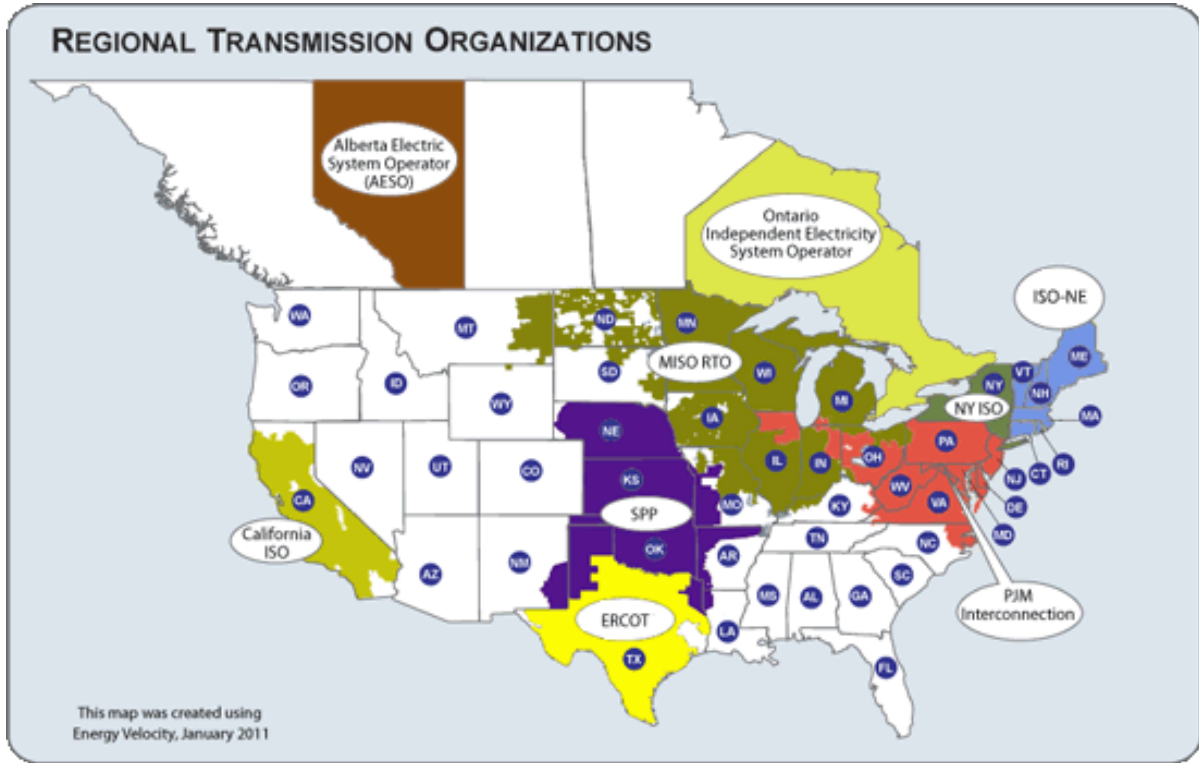 REGIONAL TRANSMISSION ORGANIZATIONS
Alberta Electric
System Operator
(AESO)
Ontario
Independent Electricity
System Operator
ISO-NE
WA
MT
ND
MN
VT
ME
OR
ID
SD
MISO RTO
WI
NY
NH
WY
MI
NY ISO
MA
NE
IA
PA
RI
NV
UT
CO
KS
IL
IN
OH
NJ
CT
CA
WV
VA
DE
SPP
MO
KY
MD
California
ISO
OK
AR
TN
NC
AZ
NM
SC
MS
AL
GA
PJM
Interconnection
ERCOT
LA
TX
FL
This map was created using
Energy Velocity, January 2011